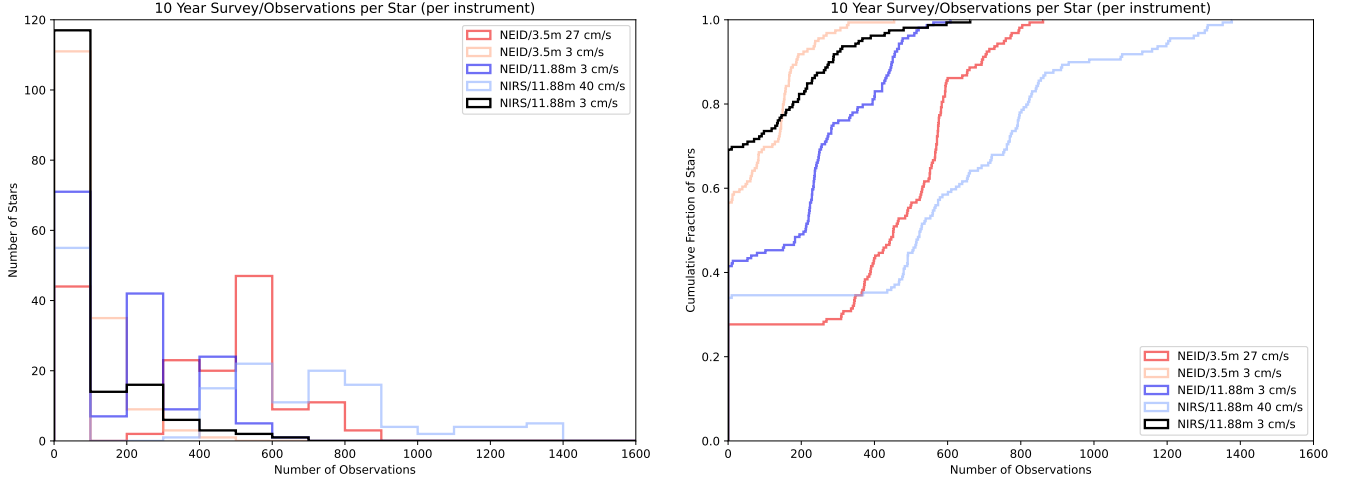 10 Year Survey/Observations per Star (per instrument)
NEID/3.5m 27 cm/s
NEID/3.5m 3 cm/s
NEID/11.88m 3 cm/s
NIRS/11.88m 40 cm/s
NIRS/11.88m 3 cm/s
Number of Stars
120
100
80
60
40
20
0
0 200 400 600 800 1000 1200 1400 1600
Number of Observations
10 Year Survey/Observations per Star (per instrument)
Cumulative Fraction of Stars
1.0
0.8
0.6
0.4
0.2
0.0
NEID/3.5m 27 cm/s
NEID/3.5m 3 cm/s
NEID/11.88m 3 cm/s
NIRS/11.88m 40 cm/s
NIRS/11.88m 3 cm/s
0 200 400 600 800 1000 1200 1400 1600
Number of Observations